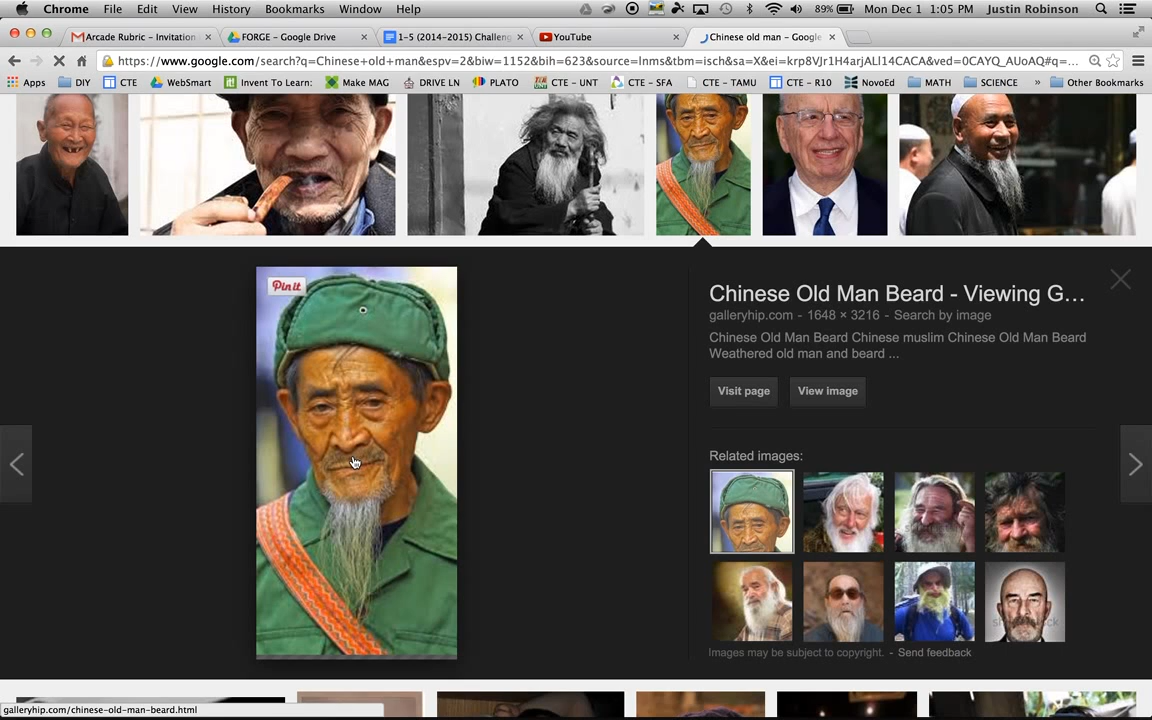 Chrome File Edit View History Bookmarks Window Help 89% Mon Dec 1 1:05 PM Justin Robinson
Arcade Rubric - Invitation FORGE - Google Drive 1-5 (2014-2015) Challeng YouTube Chinese old man - Google
https://www.google.com/search?q=Chinese+old+man&espv=2&biw=1152&bih=623&source=lnms&tbm=isch&sa=X&ei=krp8VJr1H4arjALl14CACA&ved=0CAYQ_AUoAQ#q=...
Apps DIY CTE WebSmart Invent To Learn: Make MAG DRIVE LN PLATO CTE - UNT CTE - SFA CTE - TAMU CTE - R10 NovoEd MATH SCIENCE » Other Bookmarks
Pin it
Chinese Old Man Beard - Viewing G...
galleryhip.com - 1648 × 3216 - Search by image
Chinese Old Man Beard Chinese muslim Chinese Old Man Beard
Weathered old man and beard ...
Visit page View image
Related images:
Images may be subject to copyright. - Send feedback
galleryhip.com/chinese-old-man-beard.html